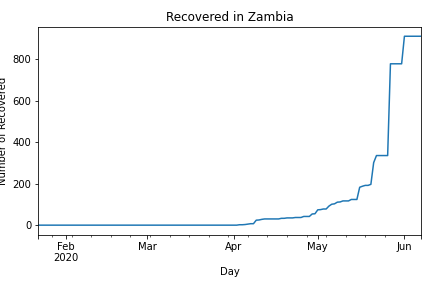 Recovered in Zambia
Number of Recovered
800
600
400
200
0
Feb
2020
Mar
Apr
May
Jun
Day